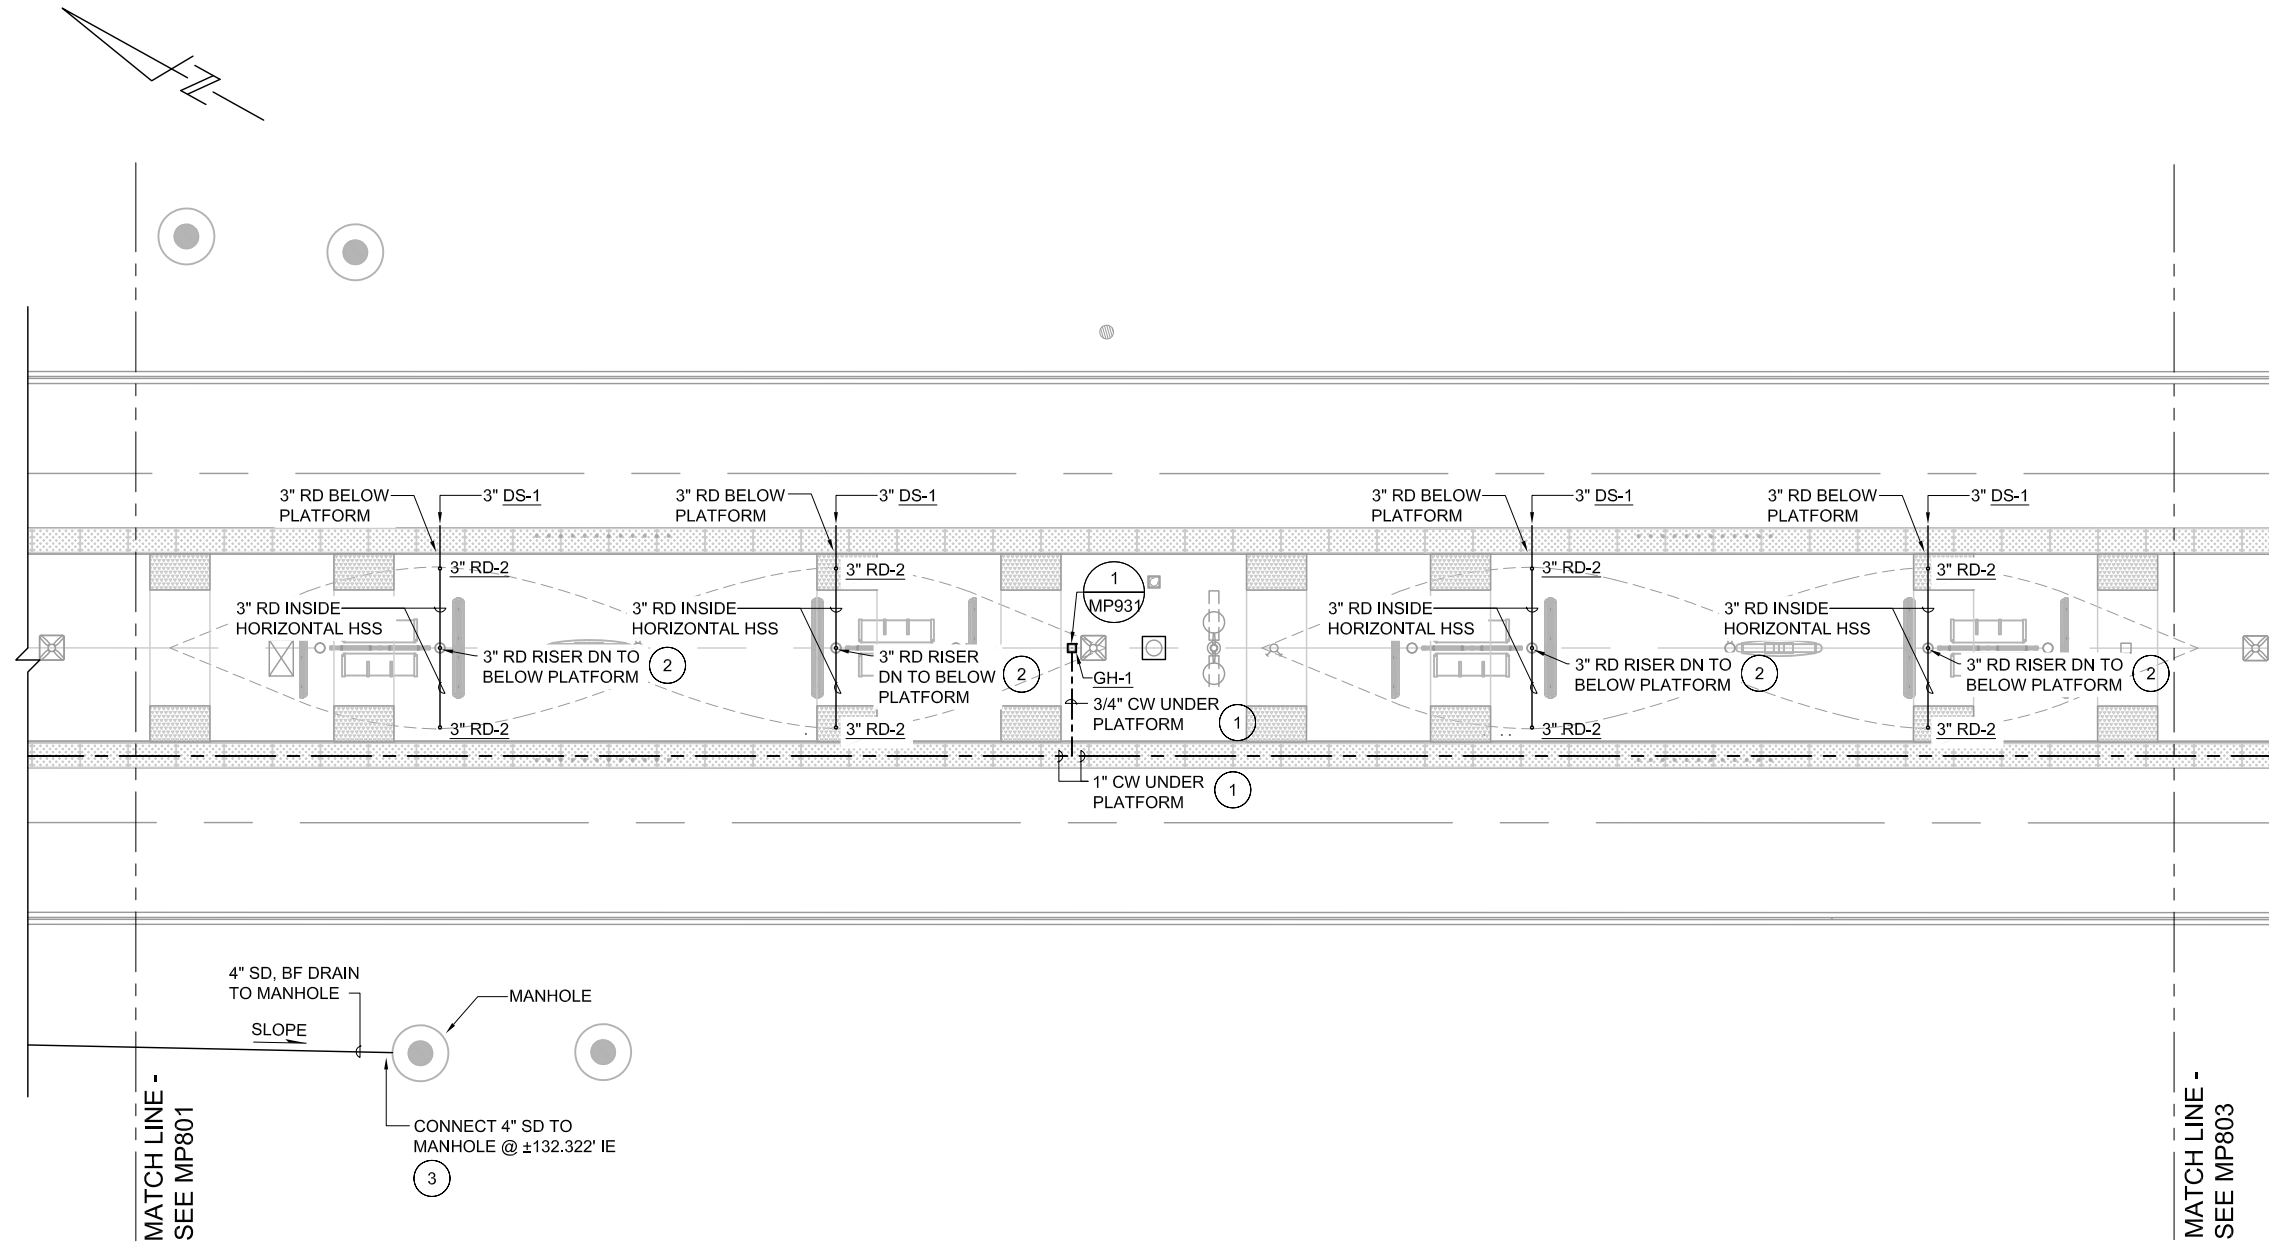 3" RD BELOW
PLATFORM
3" DS-1
3" RD BELOW
PLATFORM
3" DS-1
3" RD BELOW
PLATFORM
3" DS-1
3" RD BELOW
PLATFORM
3" DS-1
3" RD-2
3" RD-2
3" RD-2
3" RD-2
1
MP931
3" RD INSIDE
HORIZONTAL HSS
3" RD INSIDE
HORIZONTAL HSS
3" RD INSIDE
HORIZONTAL HSS
3" RD INSIDE
HORIZONTAL HSS
3" RD RISER DN TO
BELOW PLATFORM
2
3" RD RISER
DN TO BELOW
PLATFORM
2
GH-1
3" RD RISER DN TO
BELOW PLATFORM
2
3" RD RISER DN TO
BELOW PLATFORM
2
3/4" CW UNDER
PLATFORM
1
3" RD-2
3" RD-2
3" RD-2
3" RD-2
1" CW UNDER
PLATFORM
1
4" SD, BF DRAIN
TO MANHOLE
MANHOLE
SLOPE
CONNECT 4" SD TO
MANHOLE @ ±132.322' IE
3
MATCH LINE -
SEE MP801
MATCH LINE -
SEE MP803